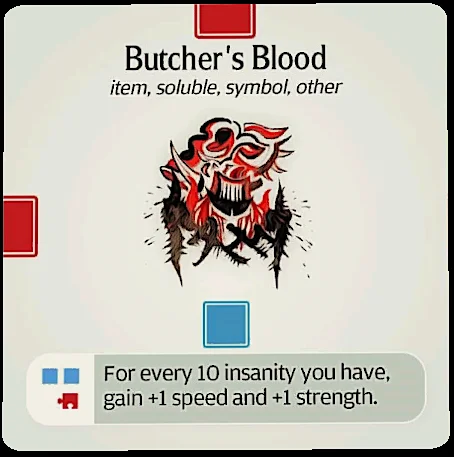 Butcher's Blood
item, soluble, symbol, other
For every 10 insanity you have,
gain +1 speed and +1 strength.